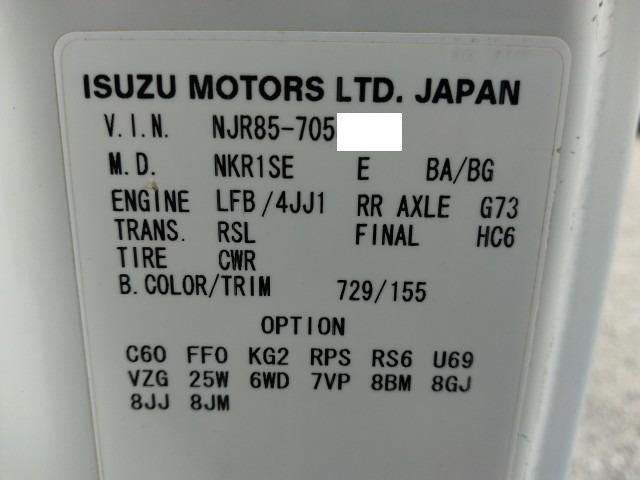 ISUZU MOTORS LTD. JAPAN
V.I.N. NJR85-705
M.D. NKR1SE E BA/BG
ENGINE LFB/4JJ1 RR AXLE G73
TRANS. RSL FINAL HC6
TIRE CWR
B.COLOR/TRIM 729/155
OPTION
C60 FF0 KG2 RPS RS6 U69
VZG 25W 6WD 7VP 8BM 8GJ
8JJ 8JM